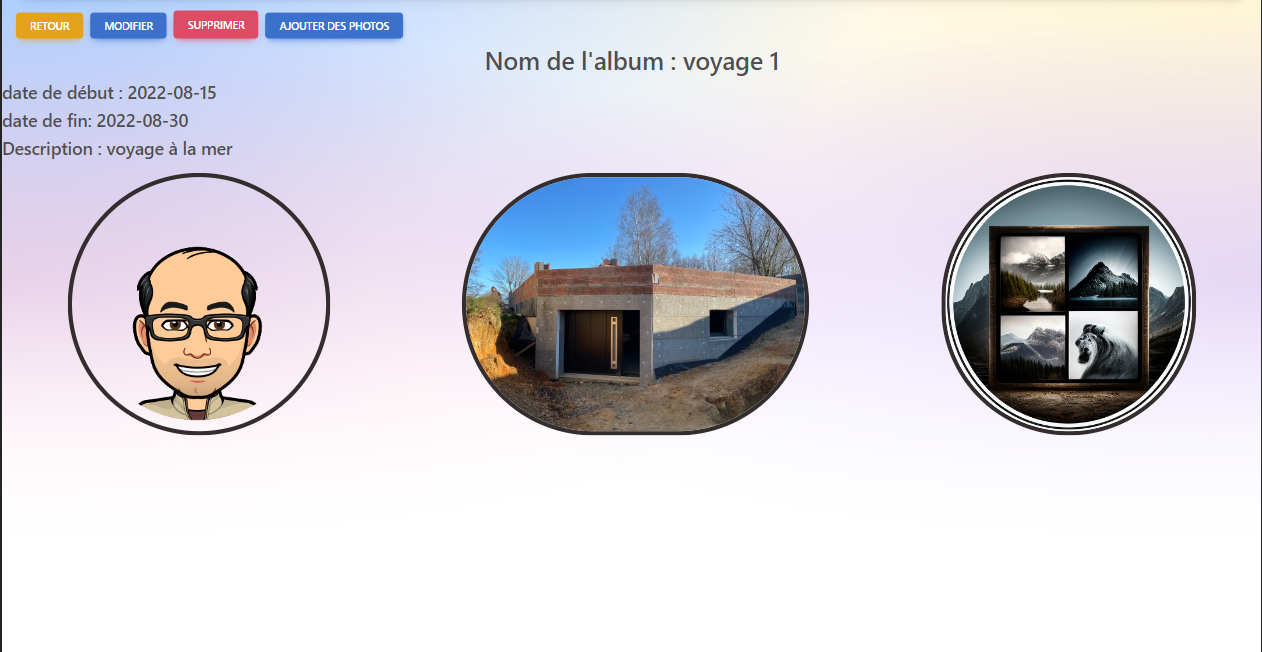 RETOUR MODIFIER SUPPRIMER AJOUTER DES PHOTOS
Nom de l'album : voyage 1
date de début : 2022-08-15
date de fin: 2022-08-30
Description : voyage à la mer